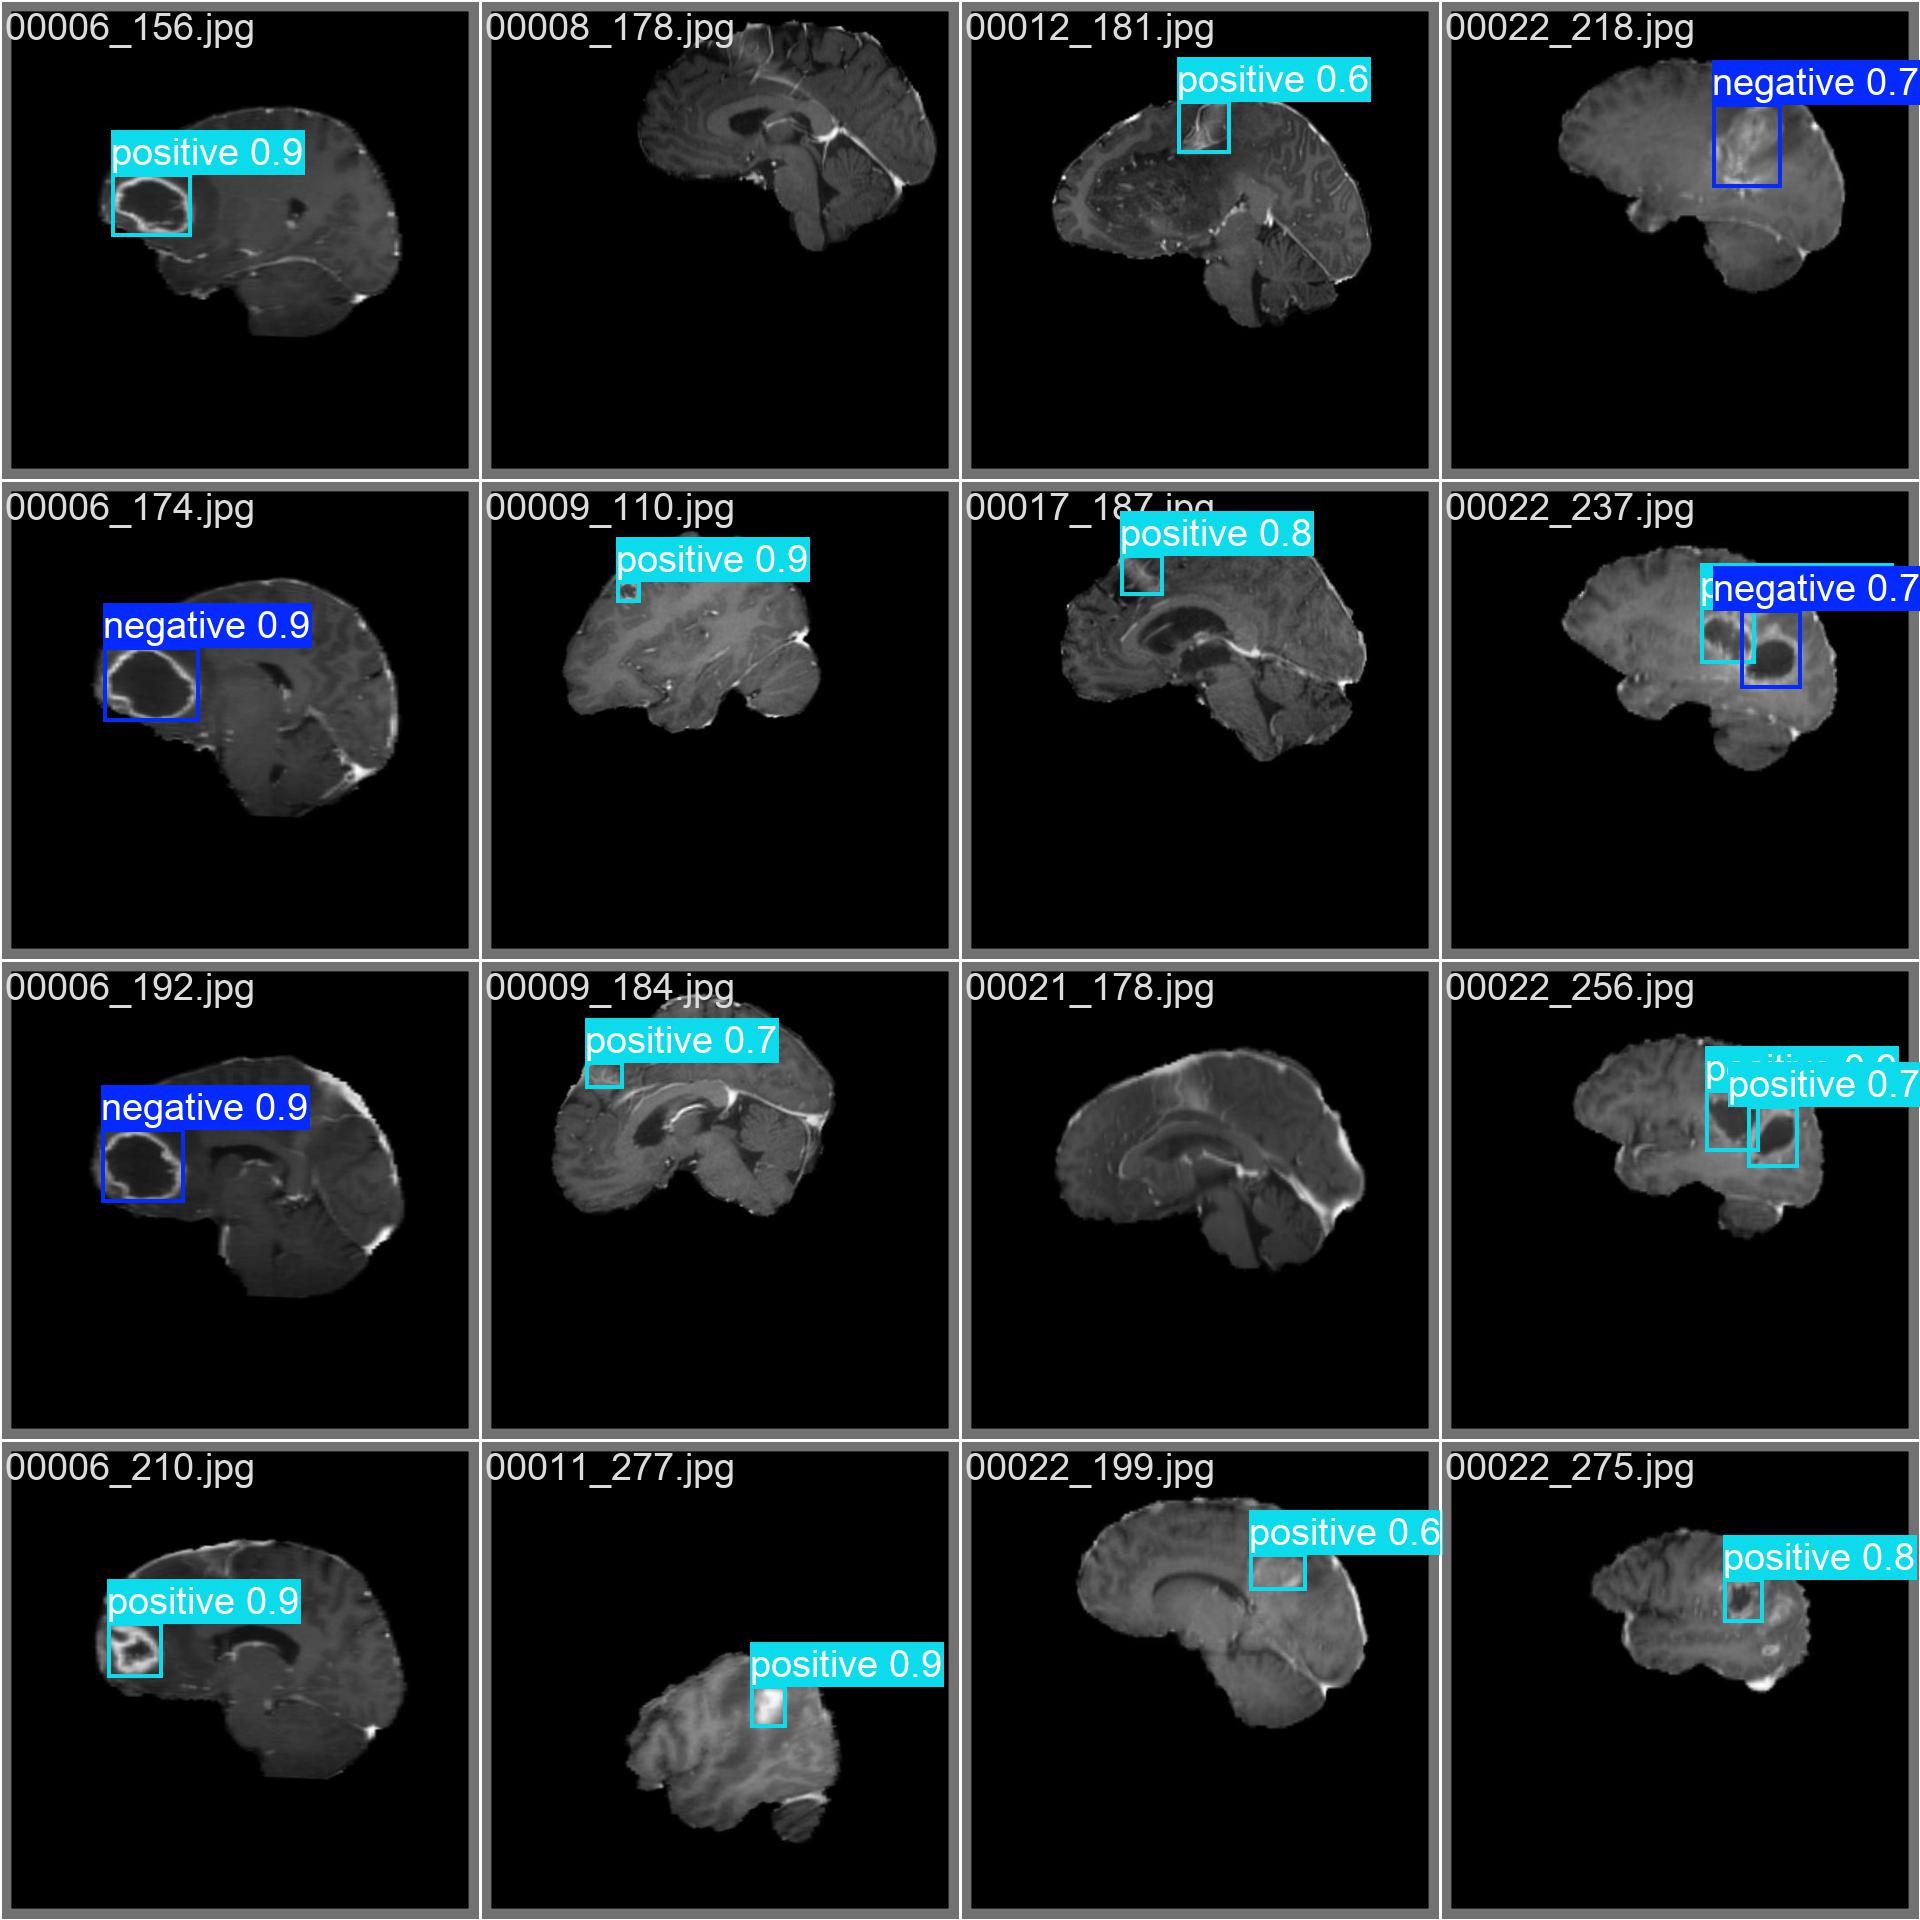 00006_156.jpg
positive 0.9
00008_178.jpg
00012_181.jpg
positive 0.6
00022_218.jpg
negative 0.7
00006_174.jpg
negative 0.9
00009_110.jpg
positive 0.9
00017_187.jpg
positive 0.8
00022_237.jpg
negative 0.7
00006_192.jpg
negative 0.9
00009_184.jpg
positive 0.7
00021_178.jpg
00022_256.jpg
positive 0.7
00006_210.jpg
positive 0.9
00011_277.jpg
positive 0.9
00022_199.jpg
positive 0.6
00022_275.jpg
positive 0.8